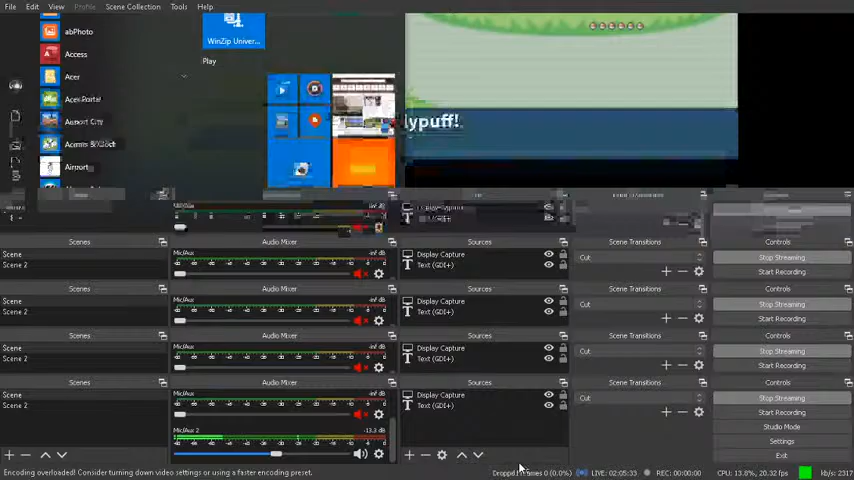 File Edit View Profile Scene Collection Tools Help
abPhoto
Access
Acer
Acer Portal
Airport City
Airport
WinZip Univer...
Play
lypuff!
-inf dB
Scenes Audio Mixer Sources Scene Transitions Controls
Scene Mic/Aux -inf dB Display Capture Cut Stop Streaming
Scene 2 Text (GDI+) Start Recording
Scenes Audio Mixer Sources Scene Transitions Controls
Scene Mic/Aux -inf dB Display Capture Cut Stop Streaming
Scene 2 Text (GDI+) Start Recording
Scenes Audio Mixer Sources Scene Transitions Controls
Scene Mic/Aux -inf dB Display Capture Cut Stop Streaming
Scene 2 Text (GDI+) Start Recording
Scenes Audio Mixer Sources Scene Transitions Controls
Scene Mic/Aux -inf dB Display Capture Cut Stop Streaming
Scene 2 Text (GDI+) Start Recording
Mic/Aux 2 -13.3 dB Studio Mode
Settings
Exit
Encoding overloaded! Consider turning down video settings or using a faster encoding preset. Frames 0 (0.0%) LIVE: 02:05:33 REC: 00:00:00 CPU: 13.8%, 20.32 fps kb/s: 2317